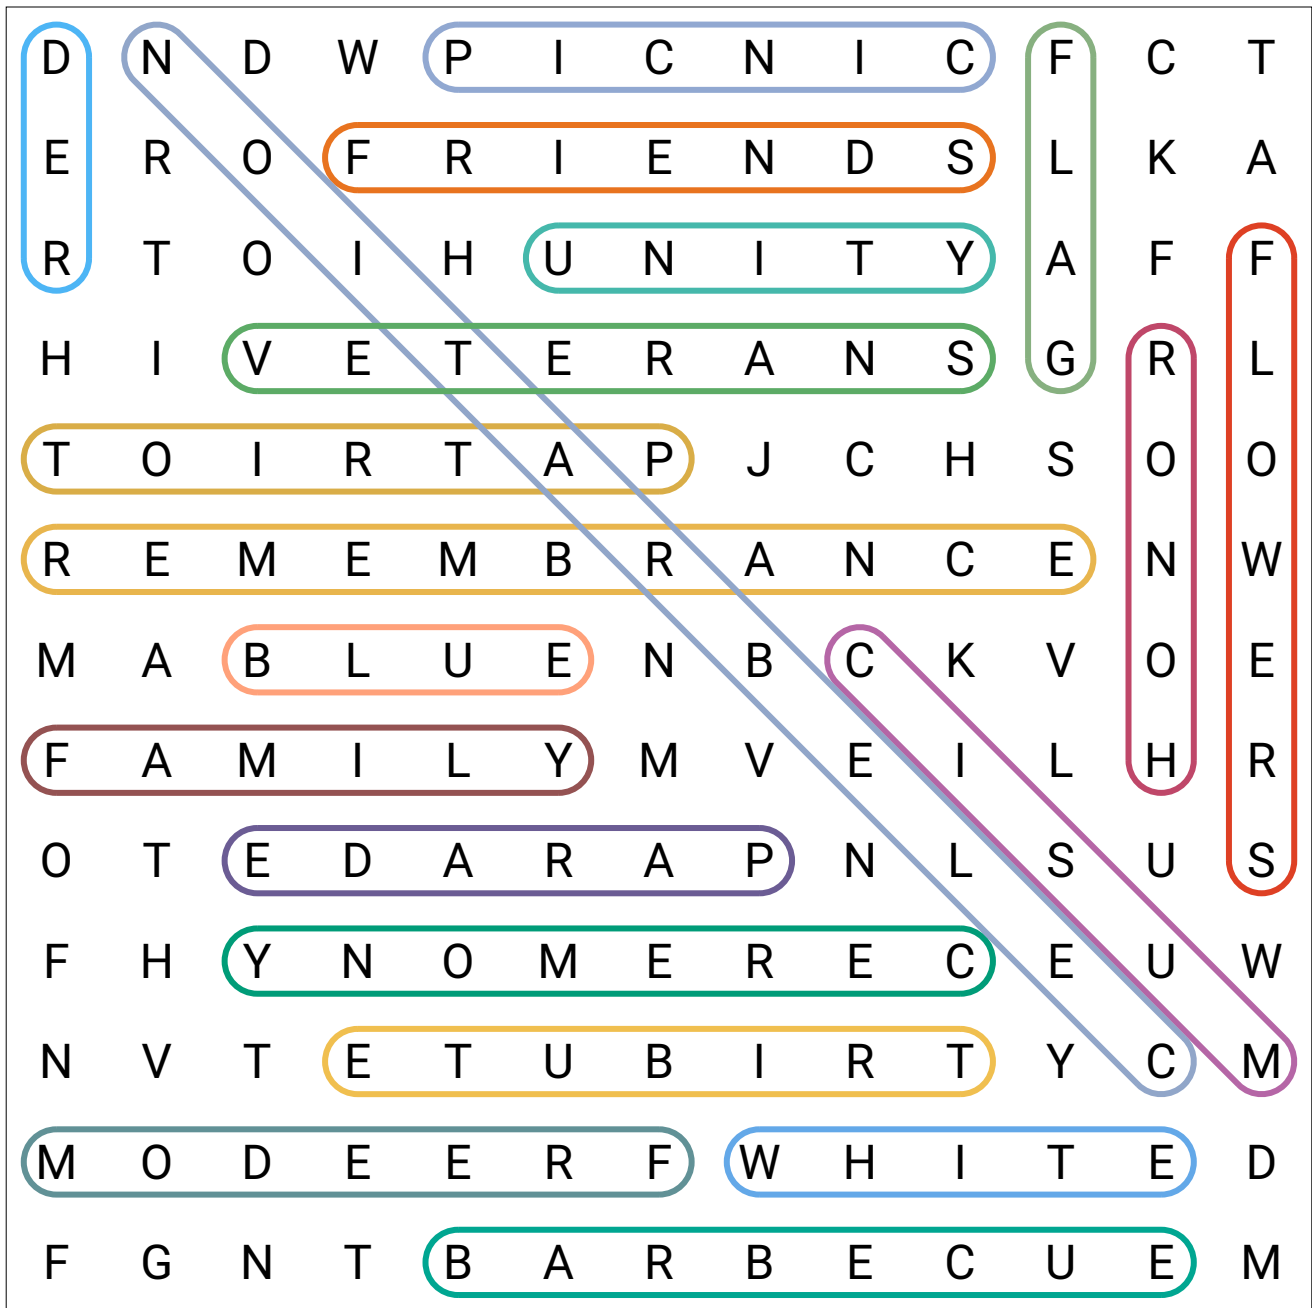 D N D W P I C N I C F C T
E R O F R I E N D S L K A
R T O I H U N I T Y A F F
H I V E T E R A N S G R L
T O I R T A P J C H S O O
R E M E M B R A N C E N W
M A B L U E N B C K V O E
F A M I L Y M V E I L H R
O T E D A R A P N L S U S
F H Y N O M E R E C E U W
N V T E T U B I R T Y C M
M O D E E R F W H I T E D
F G N T B A R B E C U E M